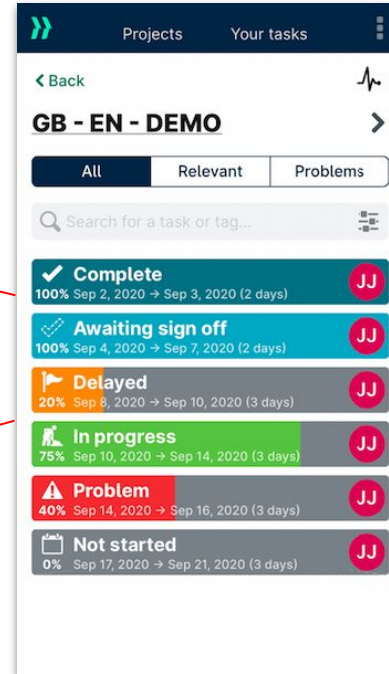 Projects Your tasks
Back
GB - EN - DEMO
All Relevant Problems
Search for a task or tag...
Complete
100% Sep 2, 2020 → Sep 3, 2020 (2 days)
JJ
Awaiting sign off
100% Sep 4, 2020 → Sep 7, 2020 (2 days)
JJ
Delayed
20% Sep 8, 2020 → Sep 10, 2020 (3 days)
JJ
In progress
75% Sep 10, 2020 → Sep 14, 2020 (3 days)
JJ
Problem
40% Sep 14, 2020 → Sep 16, 2020 (3 days)
JJ
Not started
0% Sep 17, 2020 → Sep 21, 2020 (3 days)
JJ